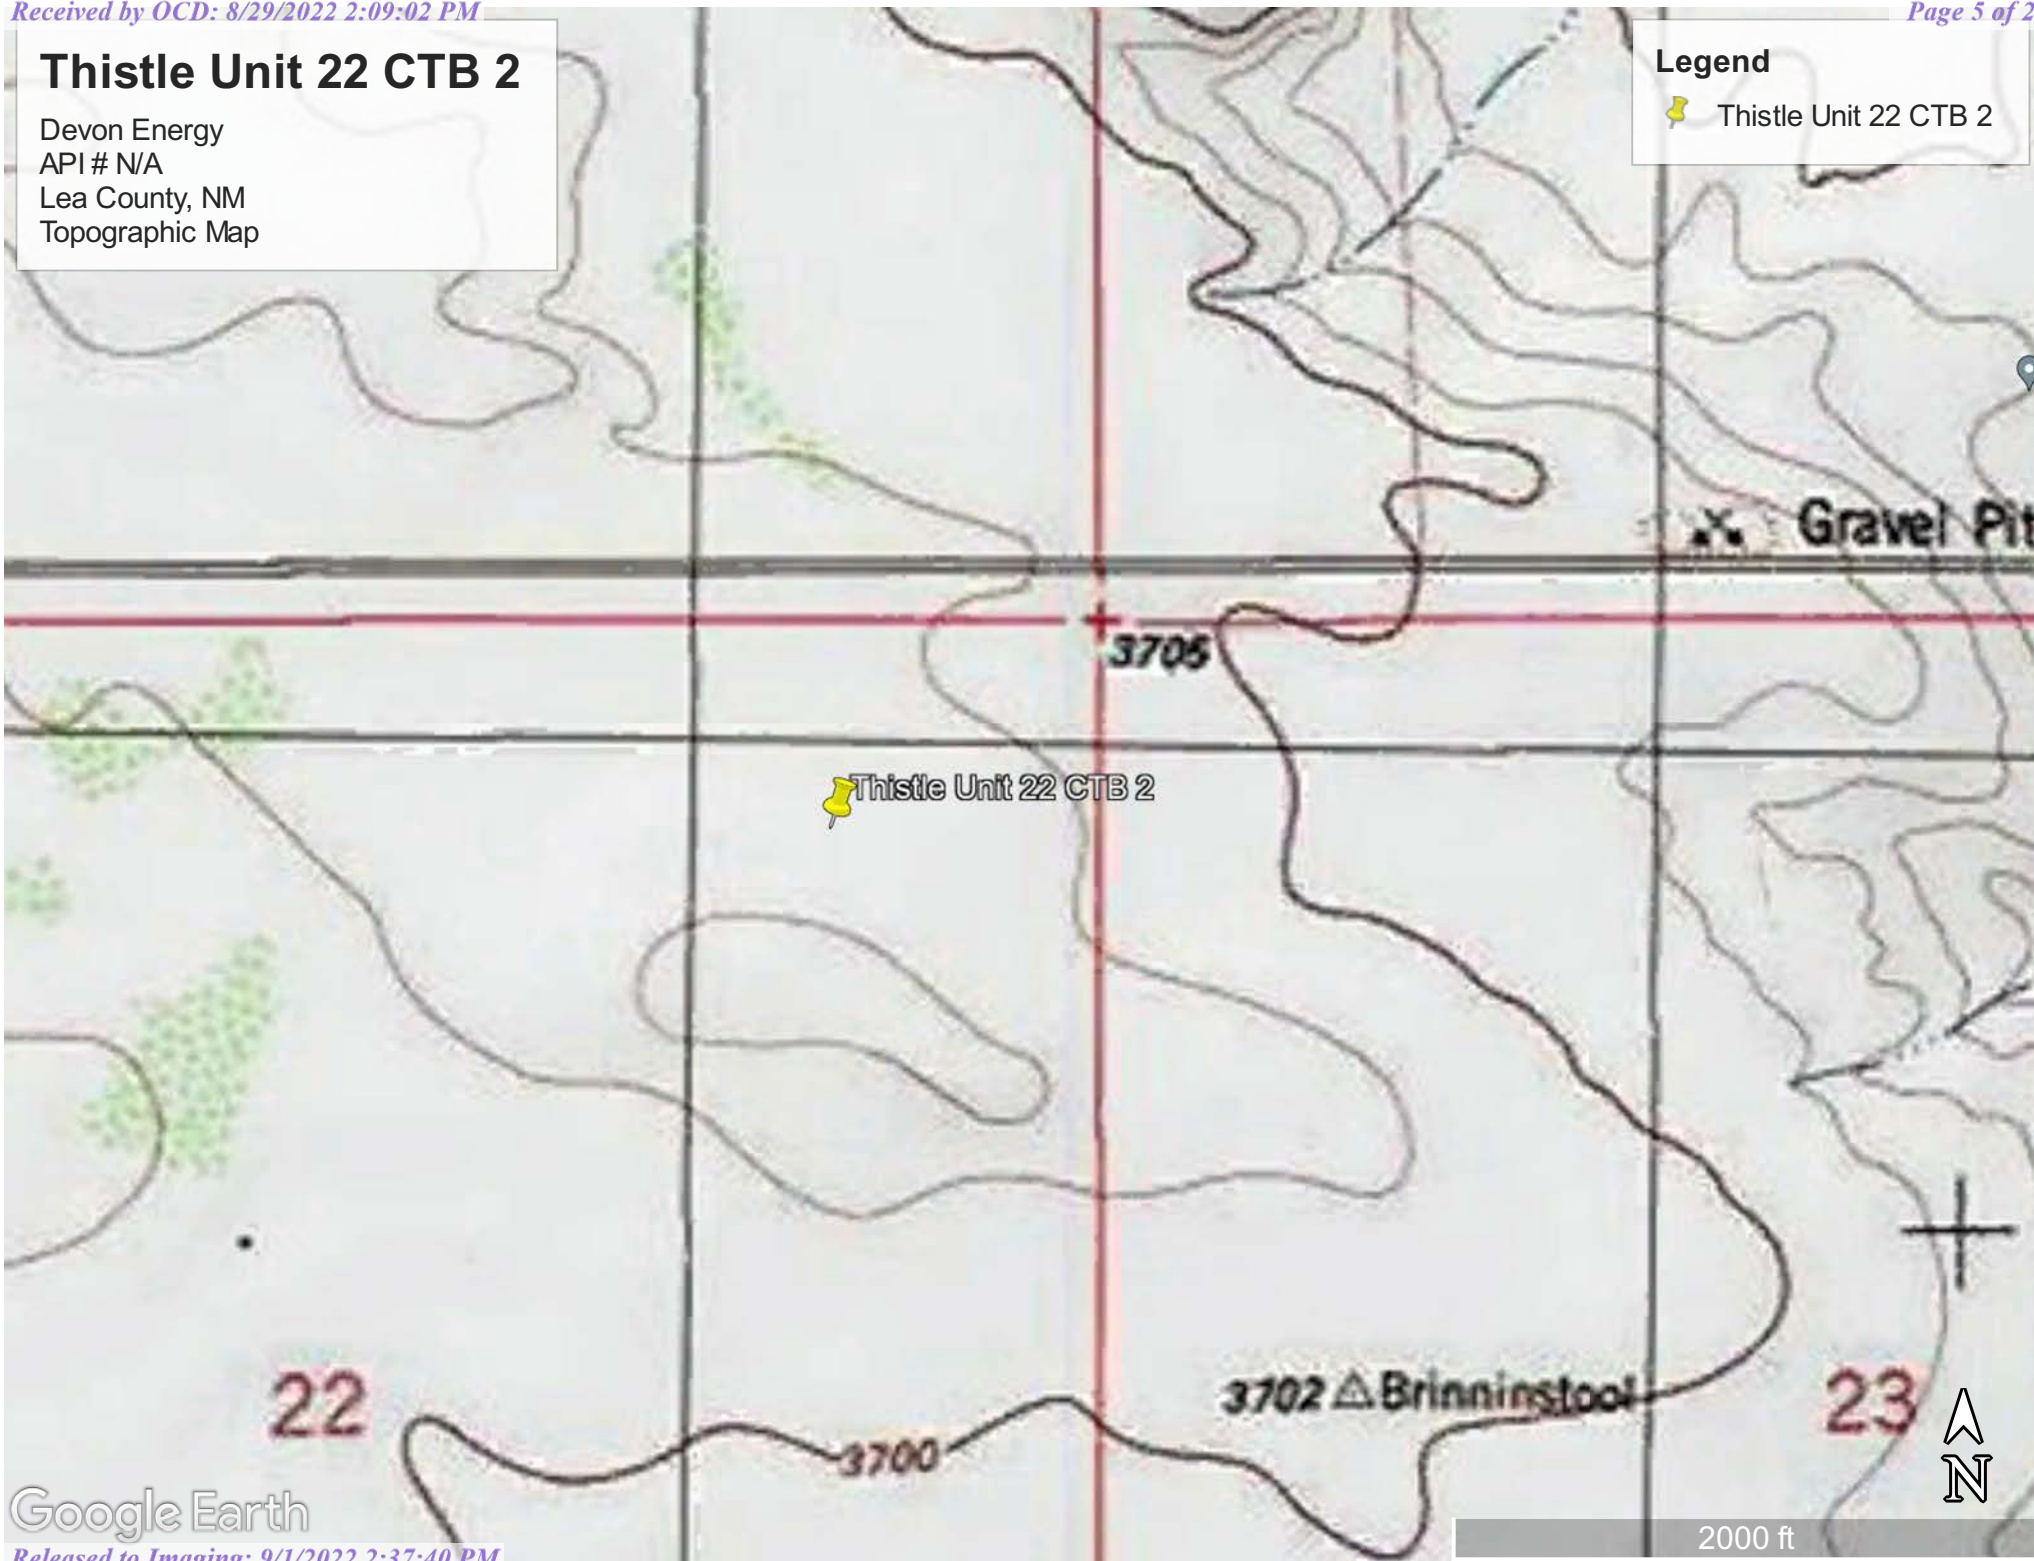 Received by OCD: 8/29/2022 2:09:02 PM
Page 5 of 2
Thistle Unit 22 CTB 2
Devon Energy
API # N/A
Lea County, NM
Topographic Map
Legend
Thistle Unit 22 CTB 2
Gravel Pit
3705
Thistle Unit 22 CTB 2
22
3702 Brinninstool
23
3700
N
Google Earth
2000 ft
Released to Imaging: 9/1/2022 2:37:40 PM